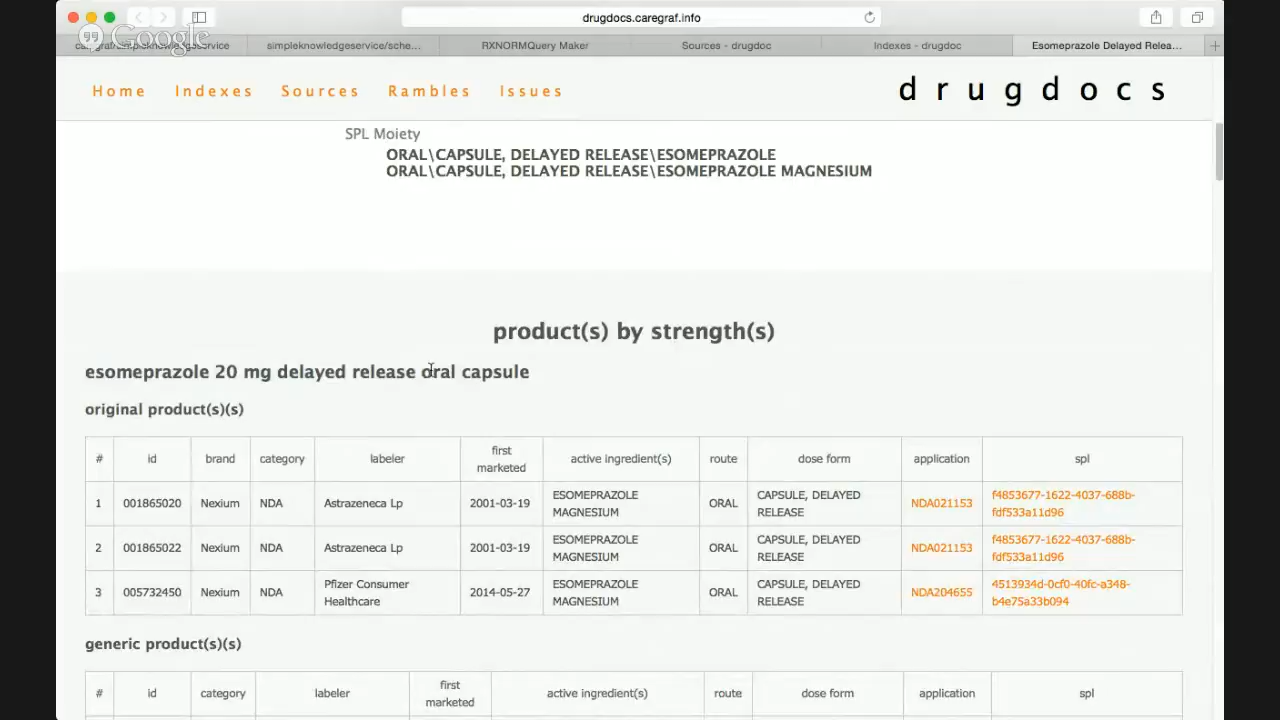 drugdocs.caregraf.info
Google
simpleknowledgeservice/sche...
RXNORMQuery Maker
Sources - drugdoc
Indexes - drugdoc
Esomeprazole Delayed Relea...
Home Indexes Sources Rambles Issues
drugdocs
SPL Moiety
ORAL\CAPSULE, DELAYED RELEASE\ESOMEPRAZOLE
ORAL\CAPSULE, DELAYED RELEASE\ESOMEPRAZOLE MAGNESIUM
product(s) by strength(s)
esomeprazole 20 mg delayed release oral capsule
original product(s)(s)
# id brand category labeler first marketed active ingredient(s) route dose form application spl
1 001865020 Nexium NDA Astrazeneca Lp 2001-03-19 ESOMEPRAZOLE MAGNESIUM ORAL CAPSULE, DELAYED RELEASE NDA021153 f4853677-1622-4037-688b-fdf533a11d96
2 001865022 Nexium NDA Astrazeneca Lp 2001-03-19 ESOMEPRAZOLE MAGNESIUM ORAL CAPSULE, DELAYED RELEASE NDA021153 f4853677-1622-4037-688b-fdf533a11d96
3 005732450 Nexium NDA Pfizer Consumer Healthcare 2014-05-27 ESOMEPRAZOLE MAGNESIUM ORAL CAPSULE, DELAYED RELEASE NDA204655 4513934d-0cf0-40fc-a348-b4e75a33b094
generic product(s)(s)
# id category labeler first marketed active ingredient(s) route dose form application spl